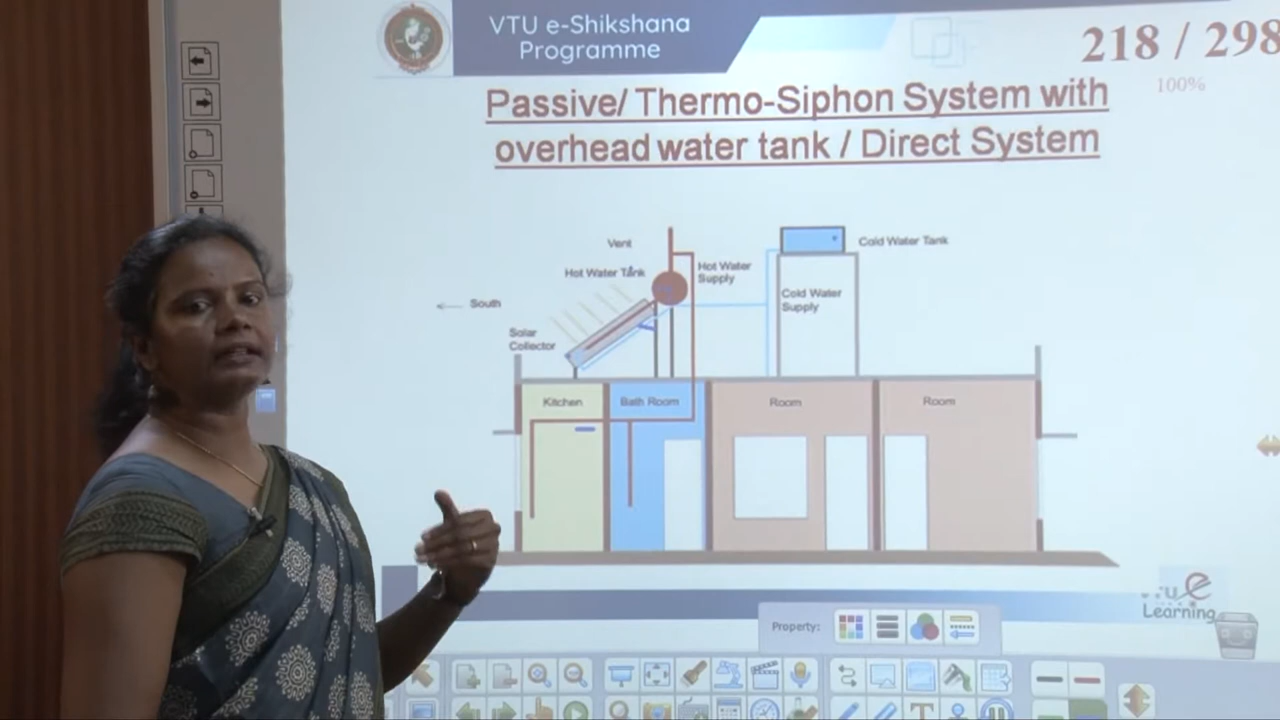 VTU e-Shikshana
Programme
218 / 298
100%
Passive/ Thermo-Siphon System with
overhead water tank / Direct System
Vent
Hot Water Tank
Hot Water
Supply
Cold Water Tank
Cold Water
Supply
South
Solar
Collector
Kitchen
Bath Room
Room
Room
Learning
Property: